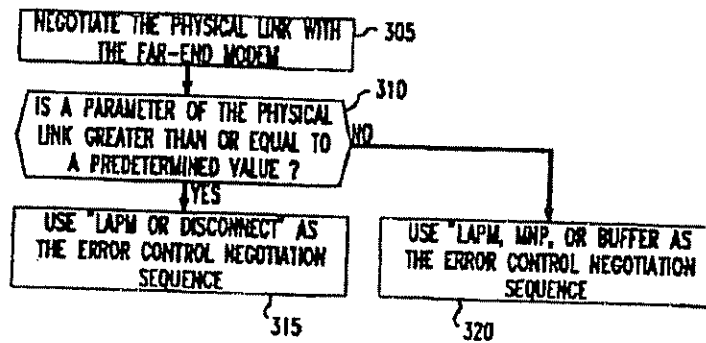 NEGOTIATE THE PHYSICAL LINK WITH
THE FAR-END MODEM
305
310
IS A PARAMETER OF THE PHYSICAL
LINK GREATER THAN OR EQUAL TO
A PREDETERMINED VALUE ?
NO
YES
USE "LAPM OR DISCONNECT" AS
THE ERROR CONTROL NEGOTIATION
SEQUENCE
315
USE "LAPM, MNP, OR BUFFER AS
THE ERROR CONTROL NEGOTIATION
SEQUENCE
320